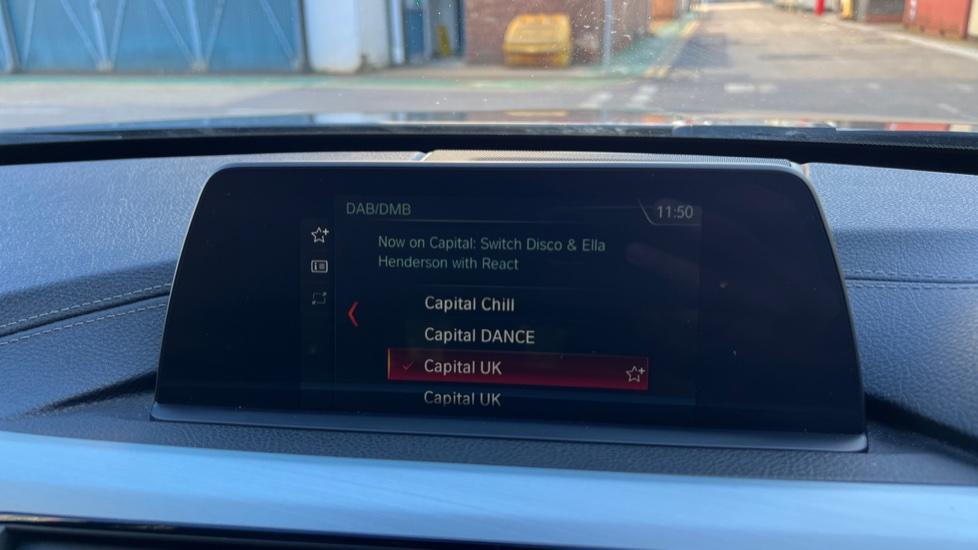 DAB/DMB
11:50
Now on Capital: Switch Disco & Ella
Henderson with React
Capital Chill
Capital DANCE
Capital UK
Capital UK